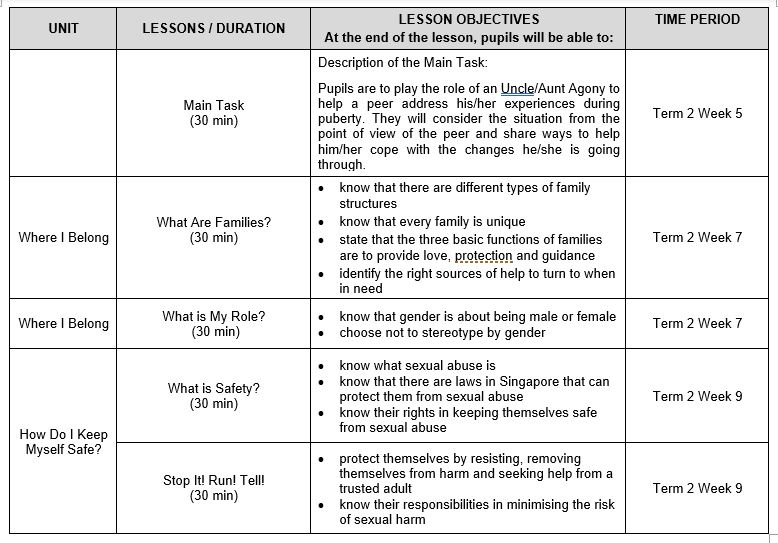 UNIT
LESSONS / DURATION
LESSON OBJECTIVES
At the end of the lesson, pupils will be able to:
TIME PERIOD
Main Task
(30 min)
Description of the Main Task:
Pupils are to play the role of an Uncle/Aunt Agony to
help a peer address his/her experiences during
puberty. They will consider the situation from the
point of view of the peer and share ways to help
him/her cope with the changes he/she is going
through.
Term 2 Week 5
Where I Belong
What Are Families?
(30 min)
• know that there are different types of family
structures
• know that every family is unique
• state that the three basic functions of families
are to provide love, protection and guidance
• identify the right sources of help to turn to when
in need
Term 2 Week 7
Where I Belong
What is My Role?
(30 min)
• know that gender is about being male or female
• choose not to stereotype by gender
Term 2 Week 7
How Do I Keep
Myself Safe?
What is Safety?
(30 min)
• know what sexual abuse is
• know that there are laws in Singapore that can
protect them from sexual abuse
• know their rights in keeping themselves safe
from sexual abuse
Term 2 Week 9
Stop It! Run! Tell!
(30 min)
• protect themselves by resisting, removing
themselves from harm and seeking help from a
trusted adult
• know their responsibilities in minimising the risk
of sexual harm
Term 2 Week 9